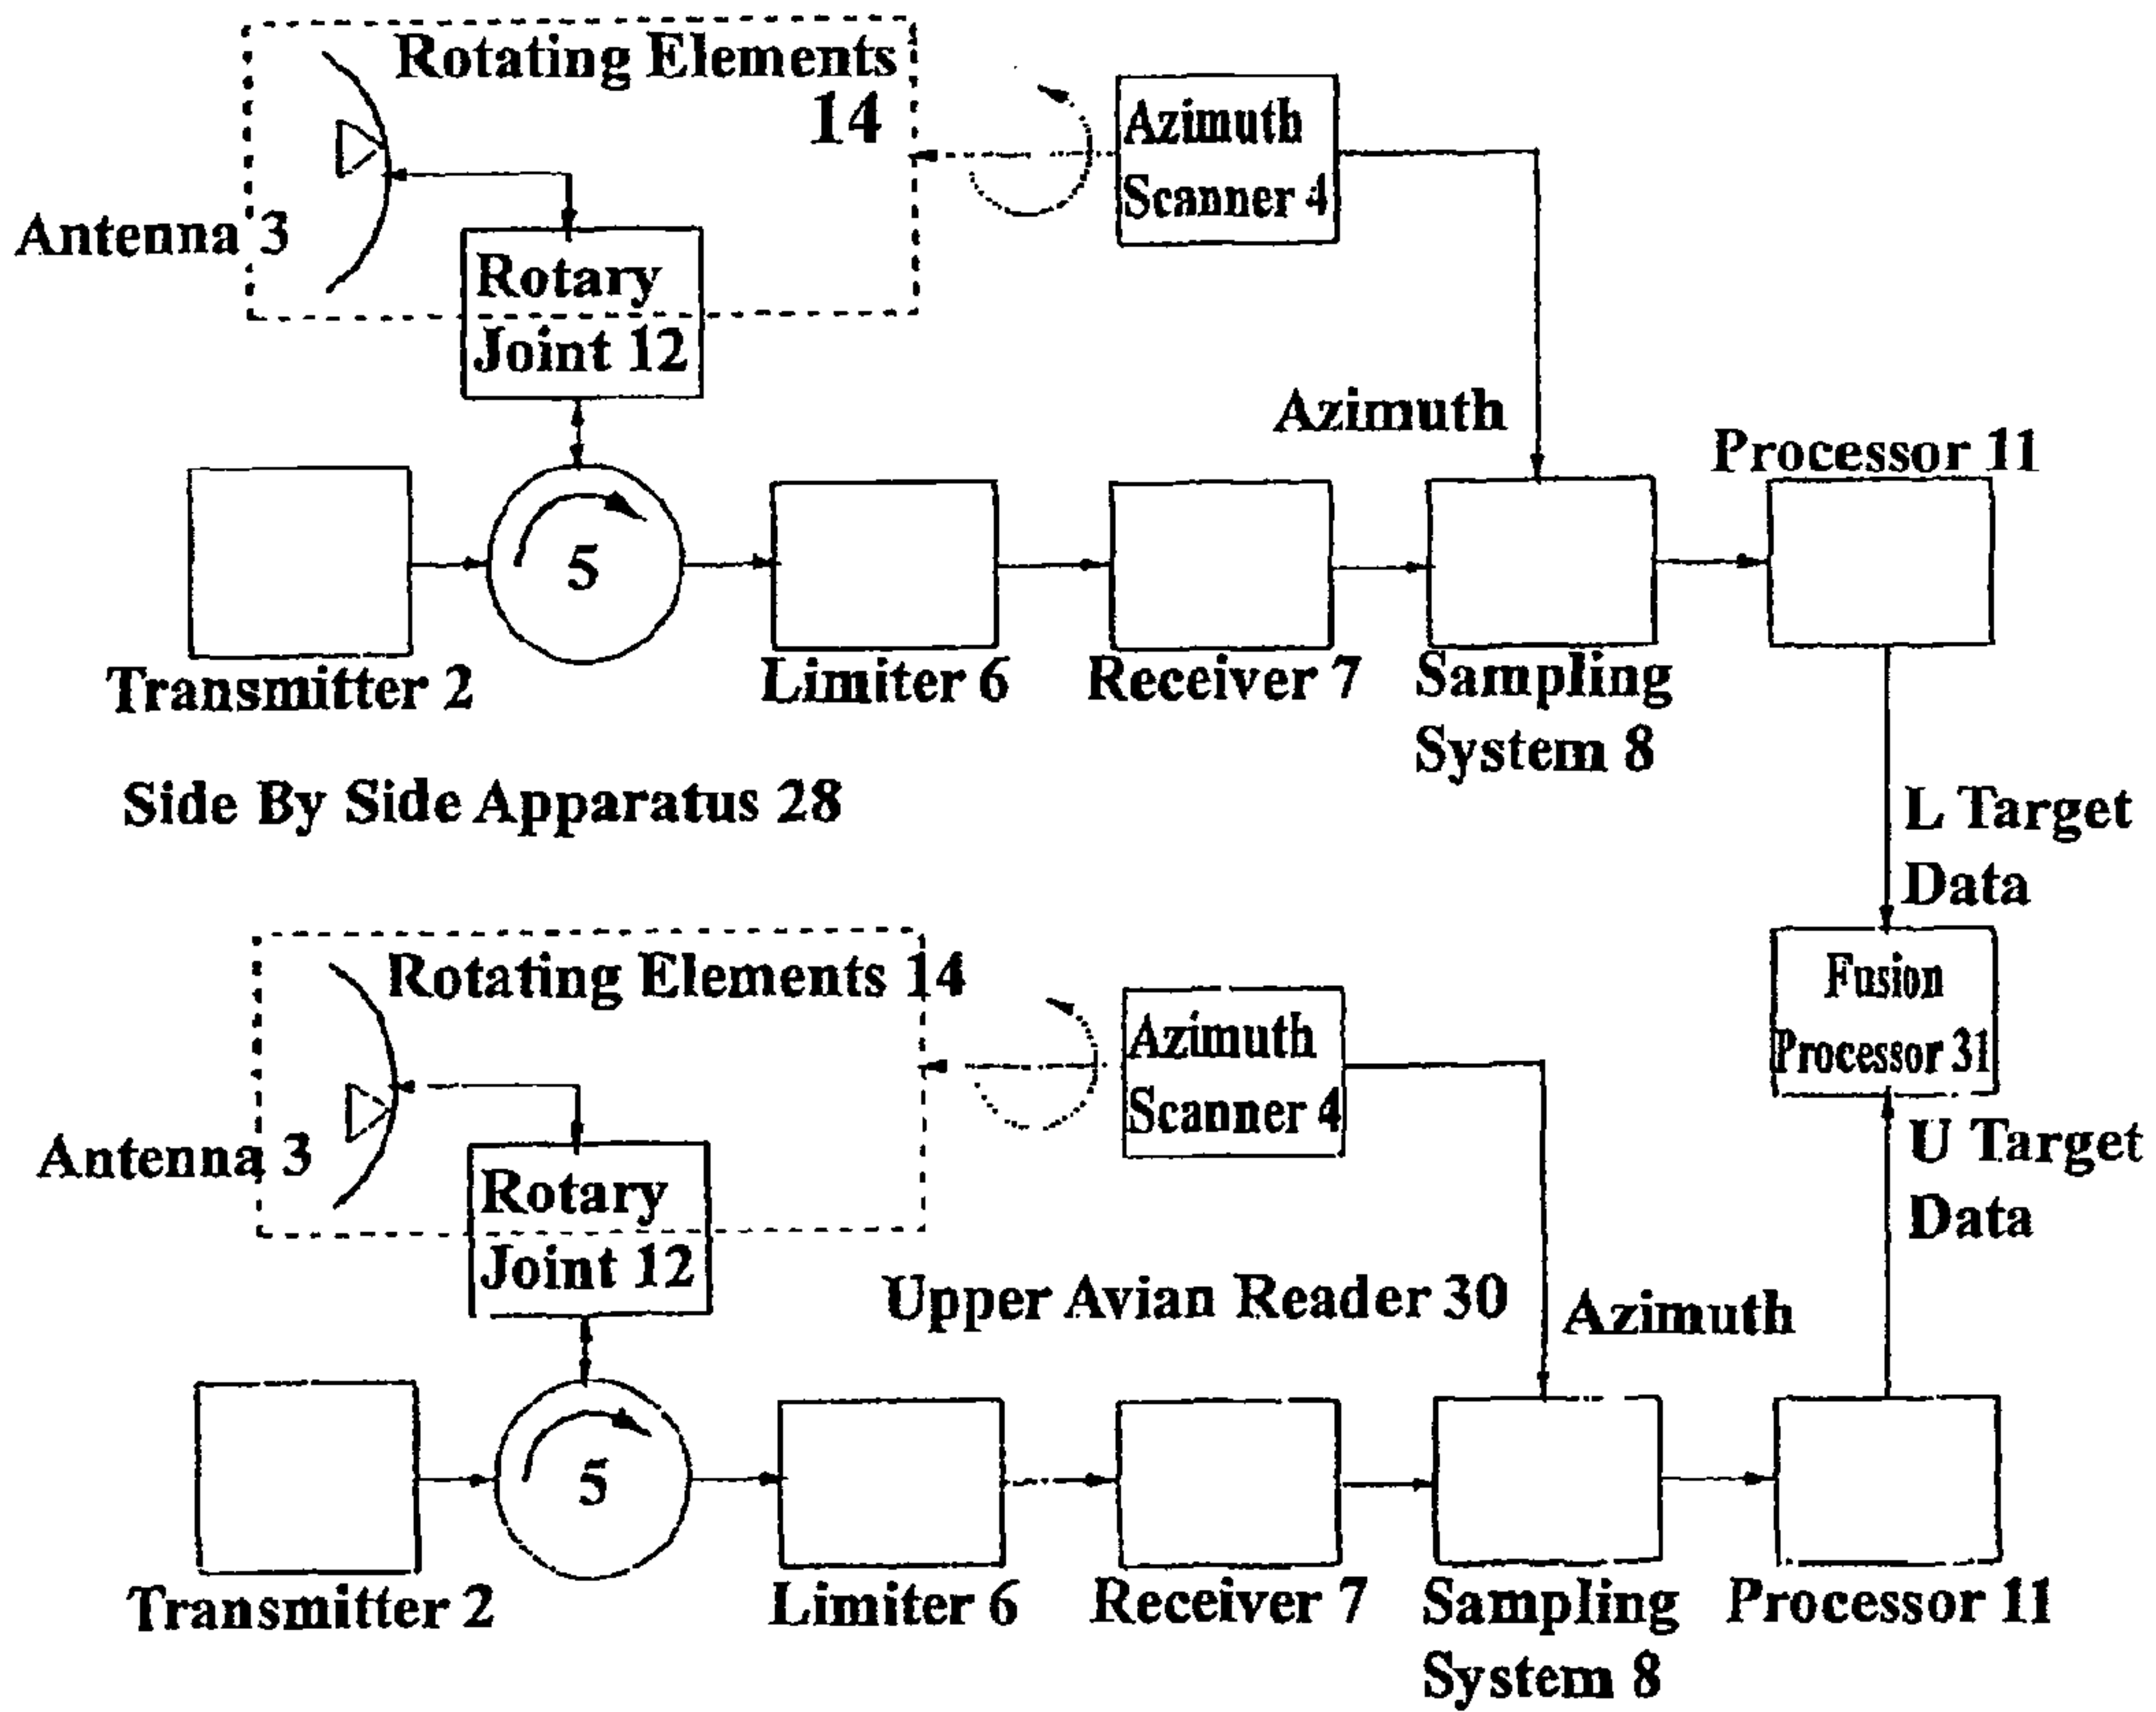 Rotating Elements
14
Azimuth
Scanner 4
Antenna 3
Rotary
Joint 12
Azimuth
Processor 11
5
Transmitter 2
Limiter 6
Receiver 7
Sampling
System 8
Side By Side Apparatus 28
L Target
Data
Fusion
Processor 31
Rotating Elements 14
Azimuth
Scanner 4
Antenna 3
Rotary
Joint 12
U Target
Data
Upper Avian Reader 30
Azimuth
5
Transmitter 2
Limiter 6
Receiver 7
Sampling
System 8
Processor 11